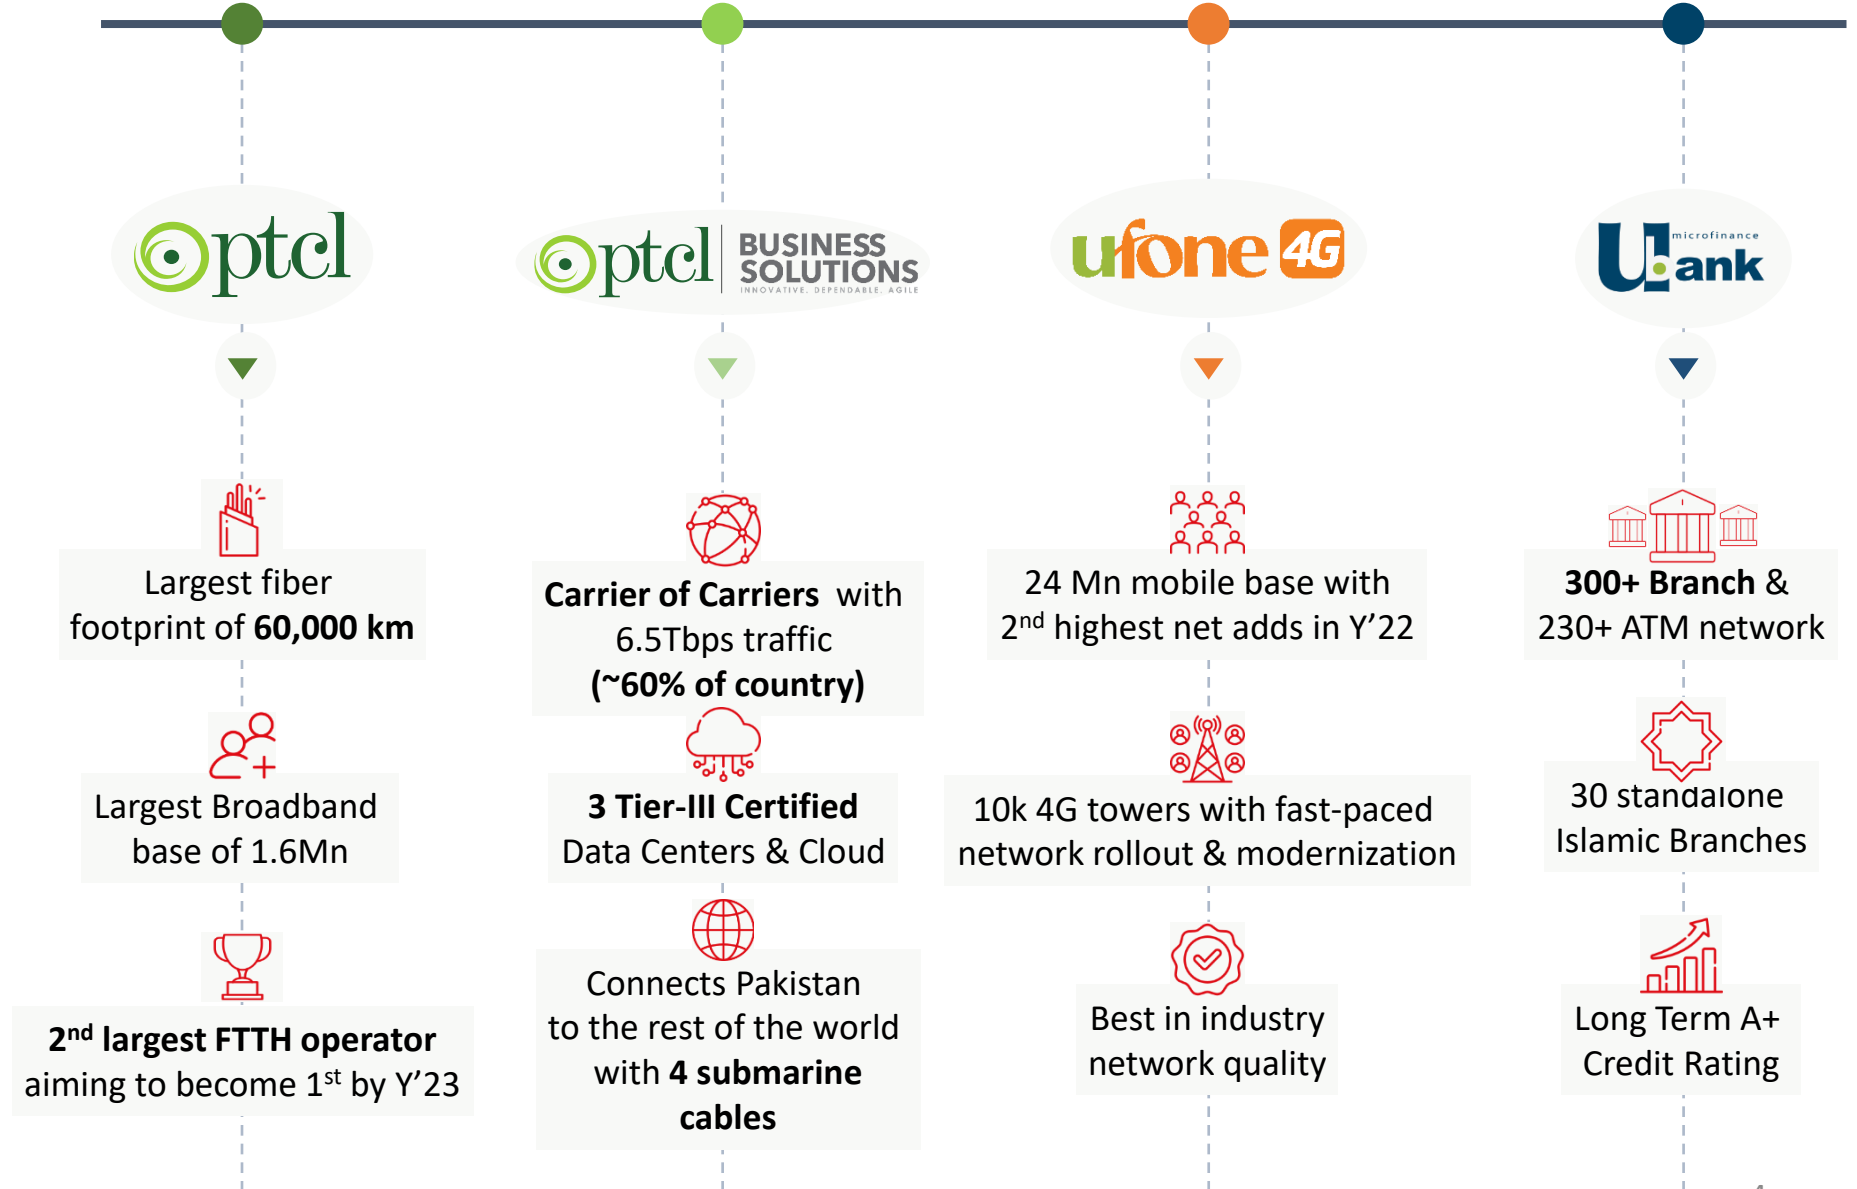 ptcl
Largest fiber
footprint of 60,000 km
Largest Broadband
base of 1.6Mn
2nd largest FTTH operator
aiming to become 1st by Y'23
ptcl
BUSINESS
SOLUTIONS
INNOVATIVE. DEPENDABLE. AGILE
Carrier of Carriers with
6.5Tbps traffic
(~60% of country)
3 Tier-III Certified
Data Centers & Cloud
Connects Pakistan
to the rest of the world
with 4 submarine
cables
ufone 4G
24 Mn mobile base with
2nd highest net adds in Y'22
10k 4G towers with fast-paced
network rollout & modernization
Best in industry
network quality
microfinance
U bank
300+ Branch &
230+ ATM network
30 standalone
Islamic Branches
Long Term A+
Credit Rating